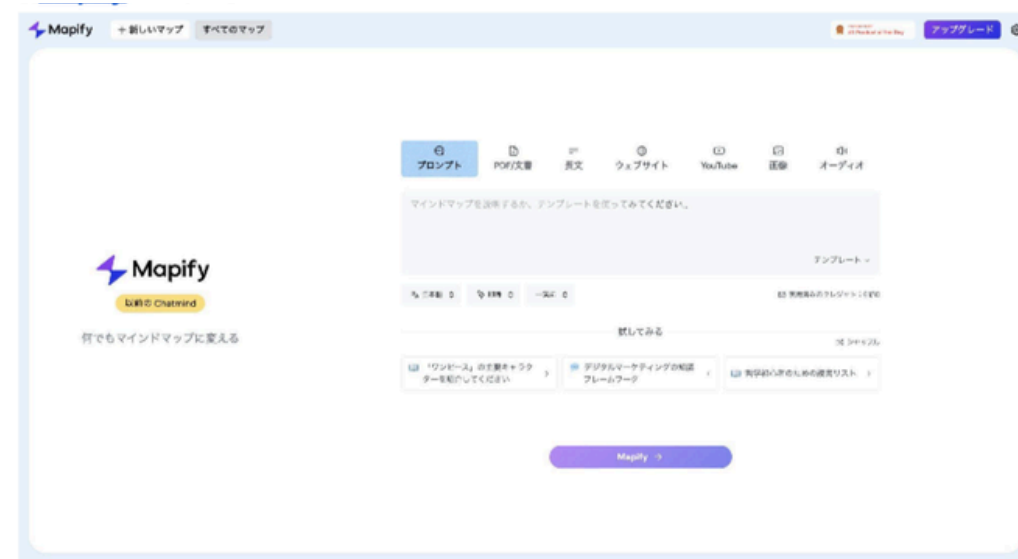 Mapify
+ 新しいマップ
すべてのマップ
アップグレード
プロンプト
PDF/文書
長文
ウェブサイト
YouTube
画像
オーディオ
マインドマップを説明するか、テンプレートを使ってみてください。
テンプレート
Mapify
以前の Chatmind
何でもマインドマップに変える
試してみる
「ワンピース」の主要キャラク
ターを紹介してください
デジタルマーケティングの知識
フレームワーク
Mapify →